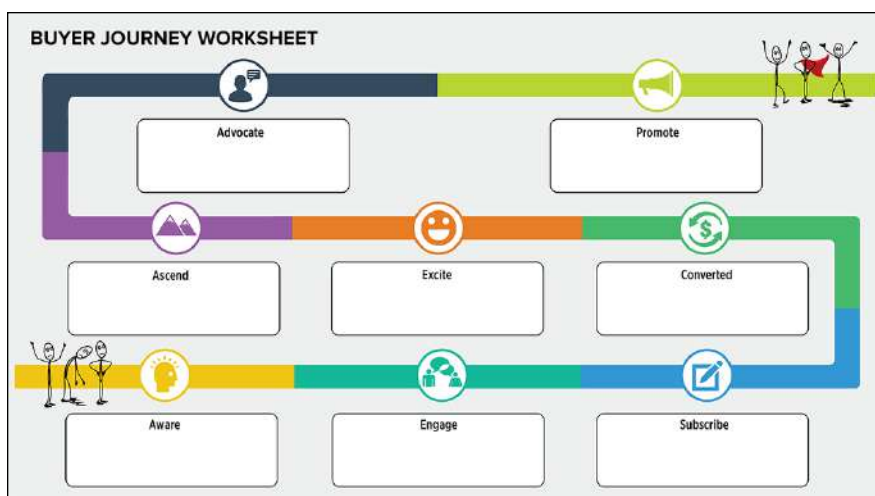 BUYER JOURNEY WORKSHEET
Advocate
Promote
Ascend
Excite
Converted
Aware
Engage
Subscribe